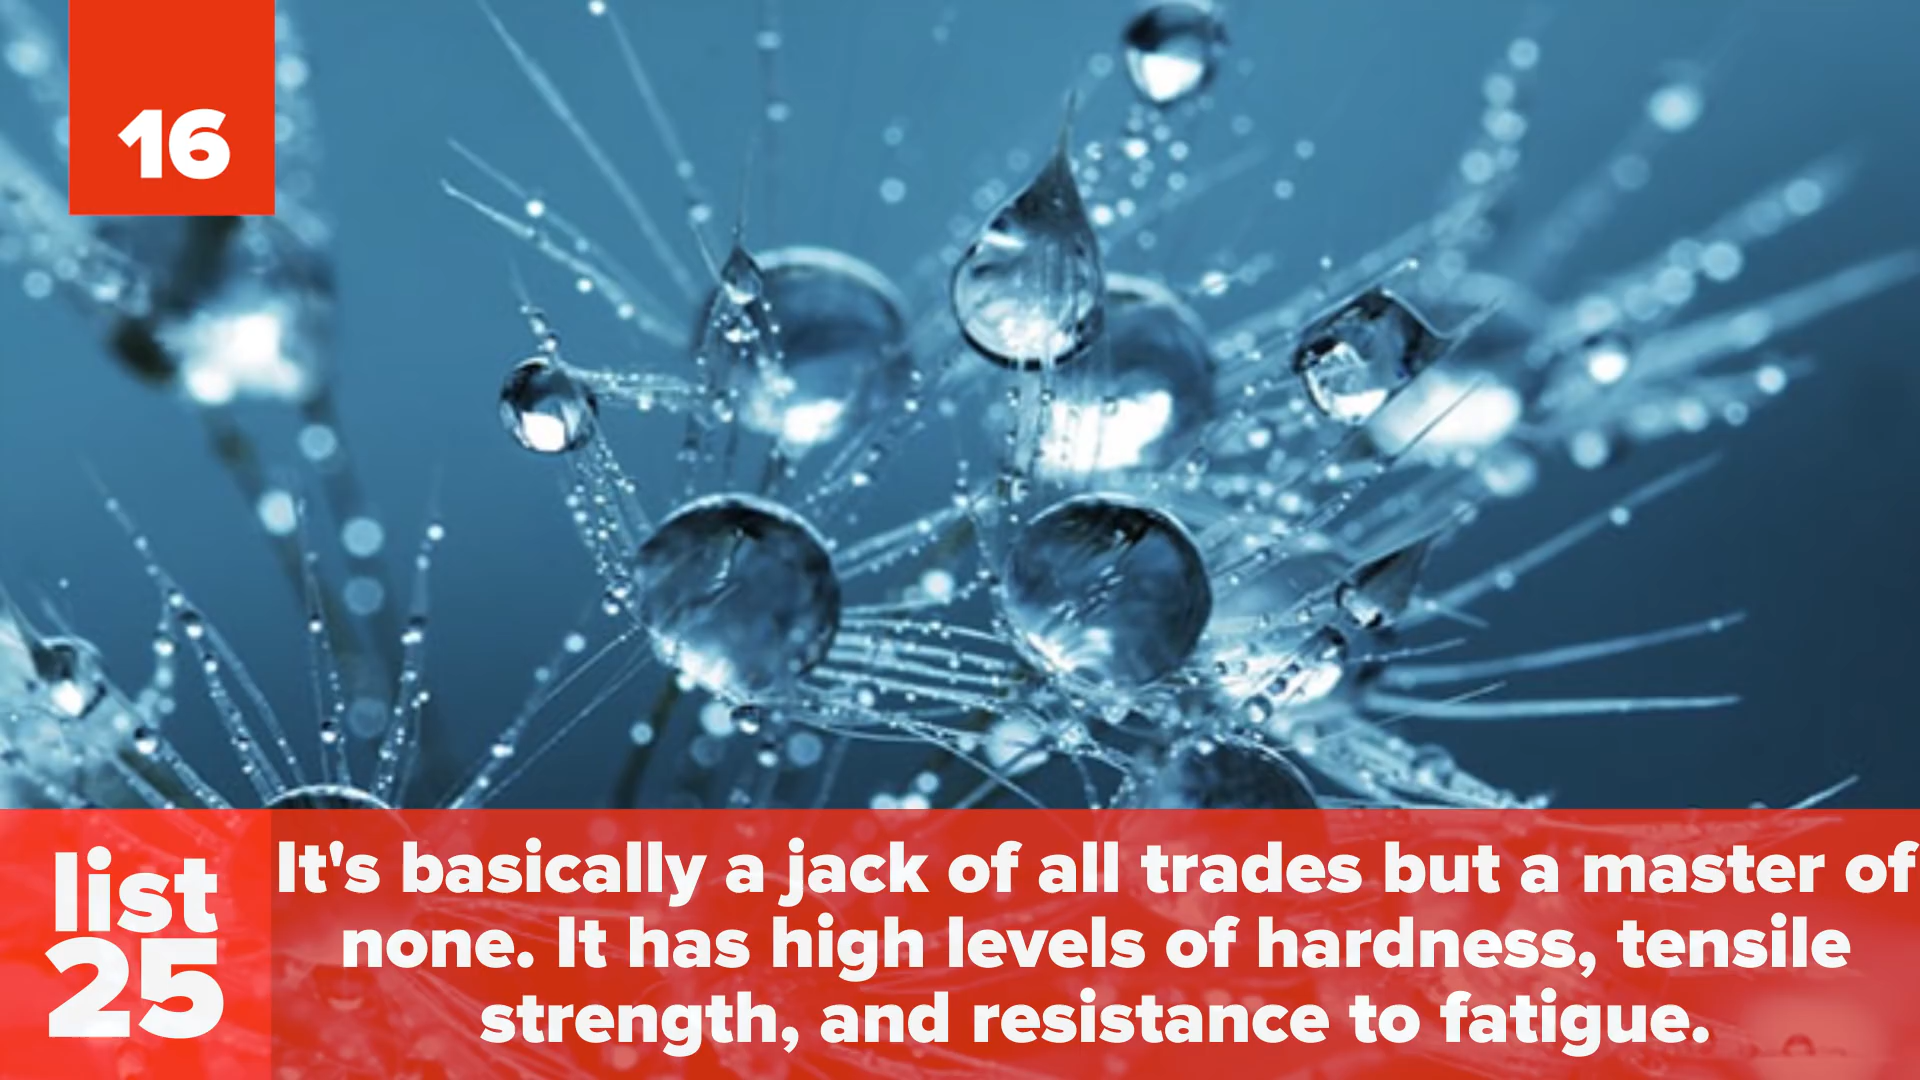 16
list
25
It's basically a jack of all trades but a master of
none. It has high levels of hardness, tensile
strength, and resistance to fatigue.